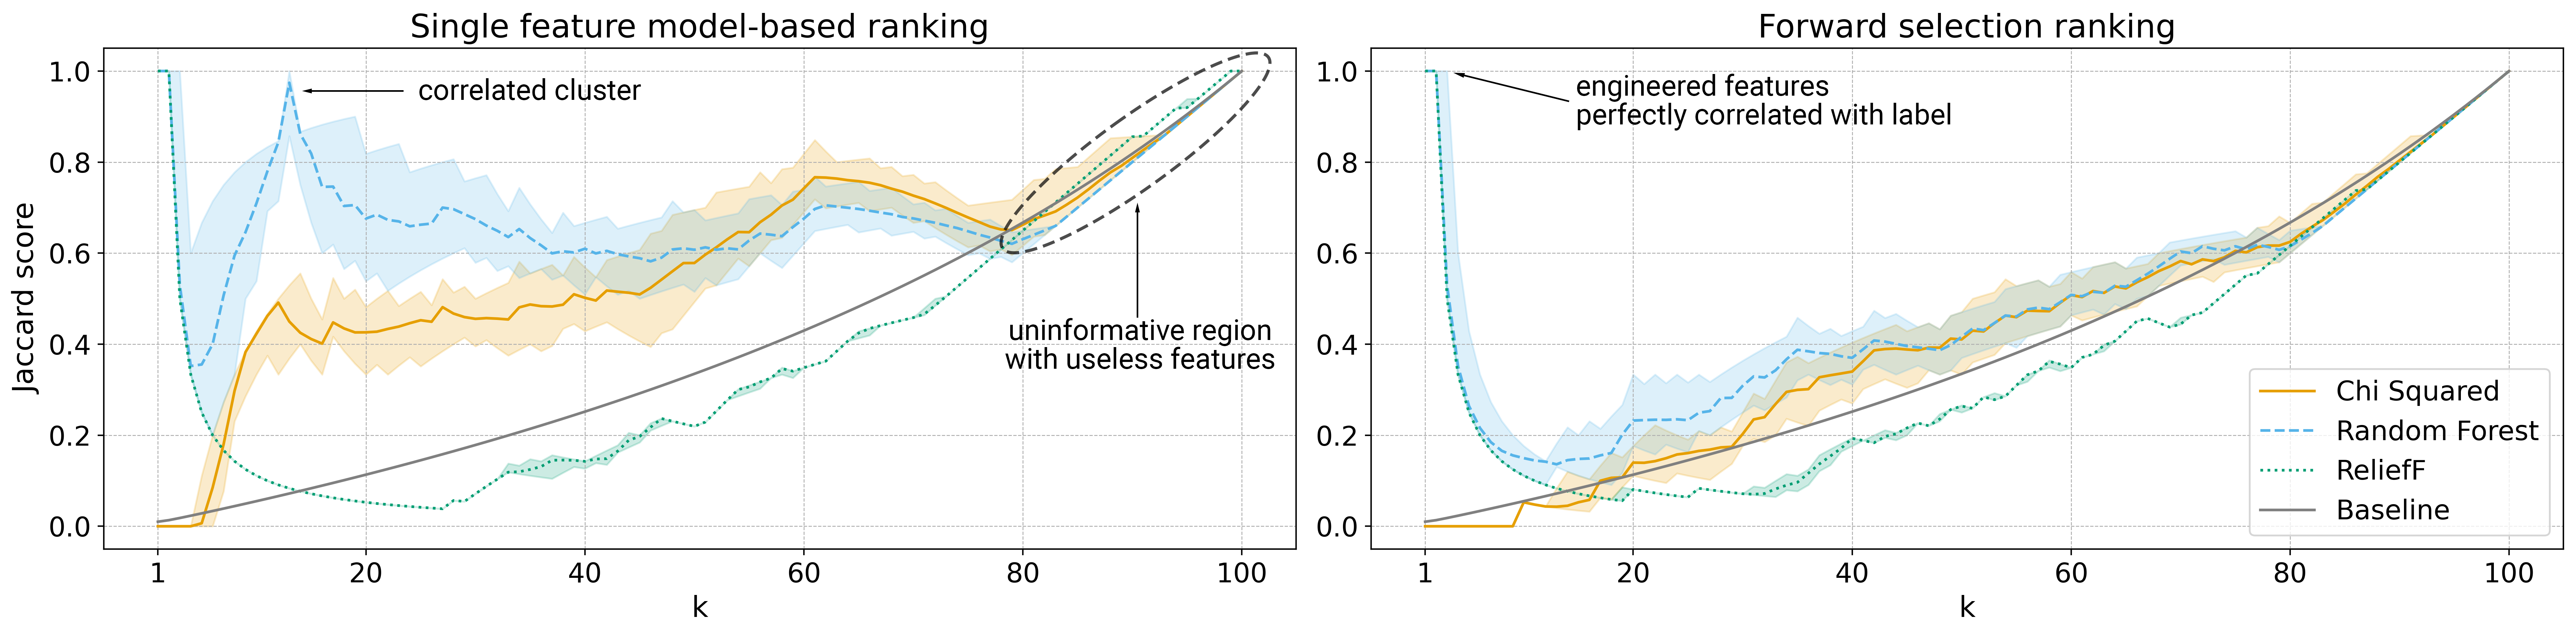 Single feature model-based ranking
Jaccard score
1.0
0.8
0.6
0.4
0.2
0.0
correlated cluster
uninformative region
with useless features
1 20 40 60 80 100
k
Forward selection ranking
1.0
0.8
0.6
0.4
0.2
0.0
engineered features
perfectly correlated with label
Chi Squared
Random Forest
ReliefF
Baseline
1 20 40 60 80 100
k